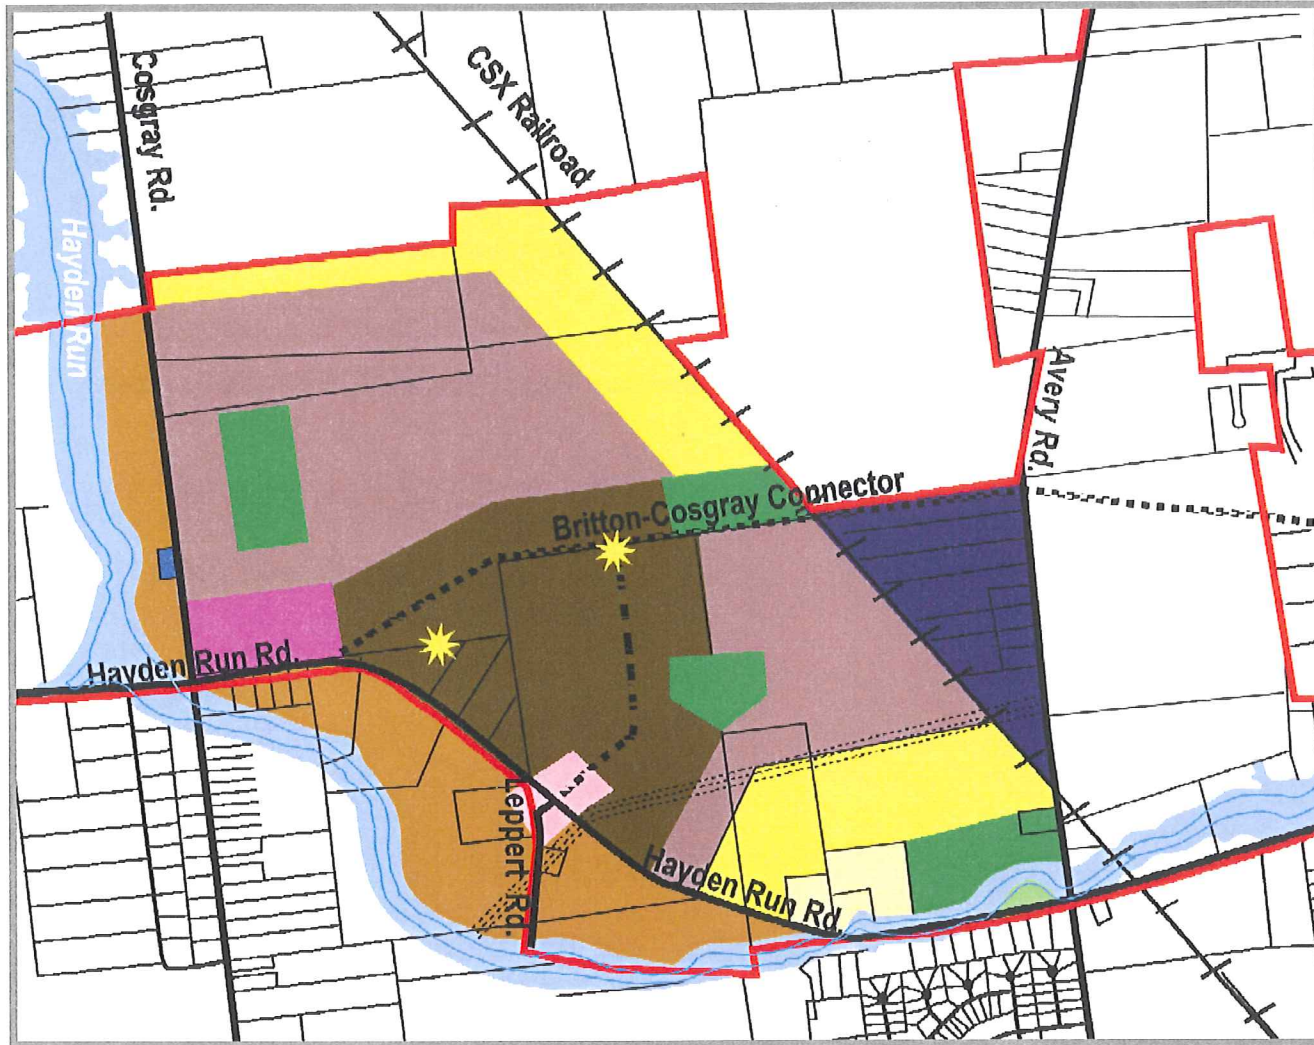 CSX Railroad
Cosgray Rd.
Hayden Run
Avery Rd.
Britton-Cosgray Connector
Hayden Run Rd.
Leppert Rd.
Hayden Run Rd.